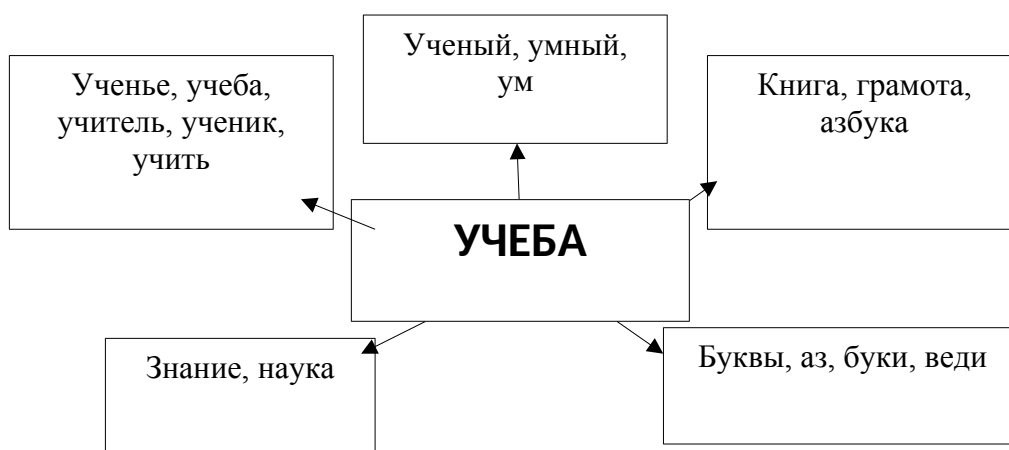 Ученый, умный,
ум
Ученье, учеба,
учитель, ученик,
учить
Книга, грамота,
азбука
УЧЕБА
Знание, наука
Буквы, аз, буки, веди